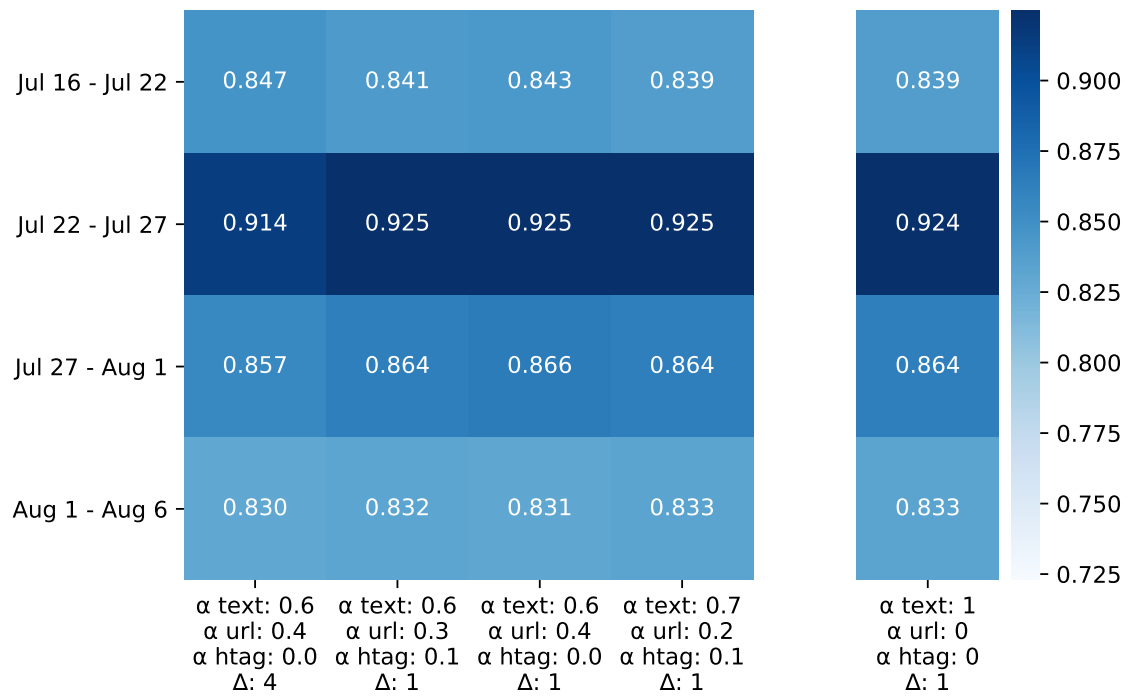 Jul 16 - Jul 22 0.847 0.841 0.843 0.839 0.839
Jul 22 - Jul 27 0.914 0.925 0.925 0.925 0.924
Jul 27 - Aug 1 0.857 0.864 0.866 0.864 0.864
Aug 1 - Aug 6 0.830 0.832 0.831 0.833 0.833
α text: 0.6 α text: 0.6 α text: 0.6 α text: 0.7 α text: 1
α url: 0.4 α url: 0.3 α url: 0.4 α url: 0.2 α url: 0
α htag: 0.0 α htag: 0.1 α htag: 0.0 α htag: 0.1 α htag: 0
Δ: 4 Δ: 1 Δ: 1 Δ: 1 Δ: 1
0.900
0.875
0.850
0.825
0.800
0.775
0.750
0.725